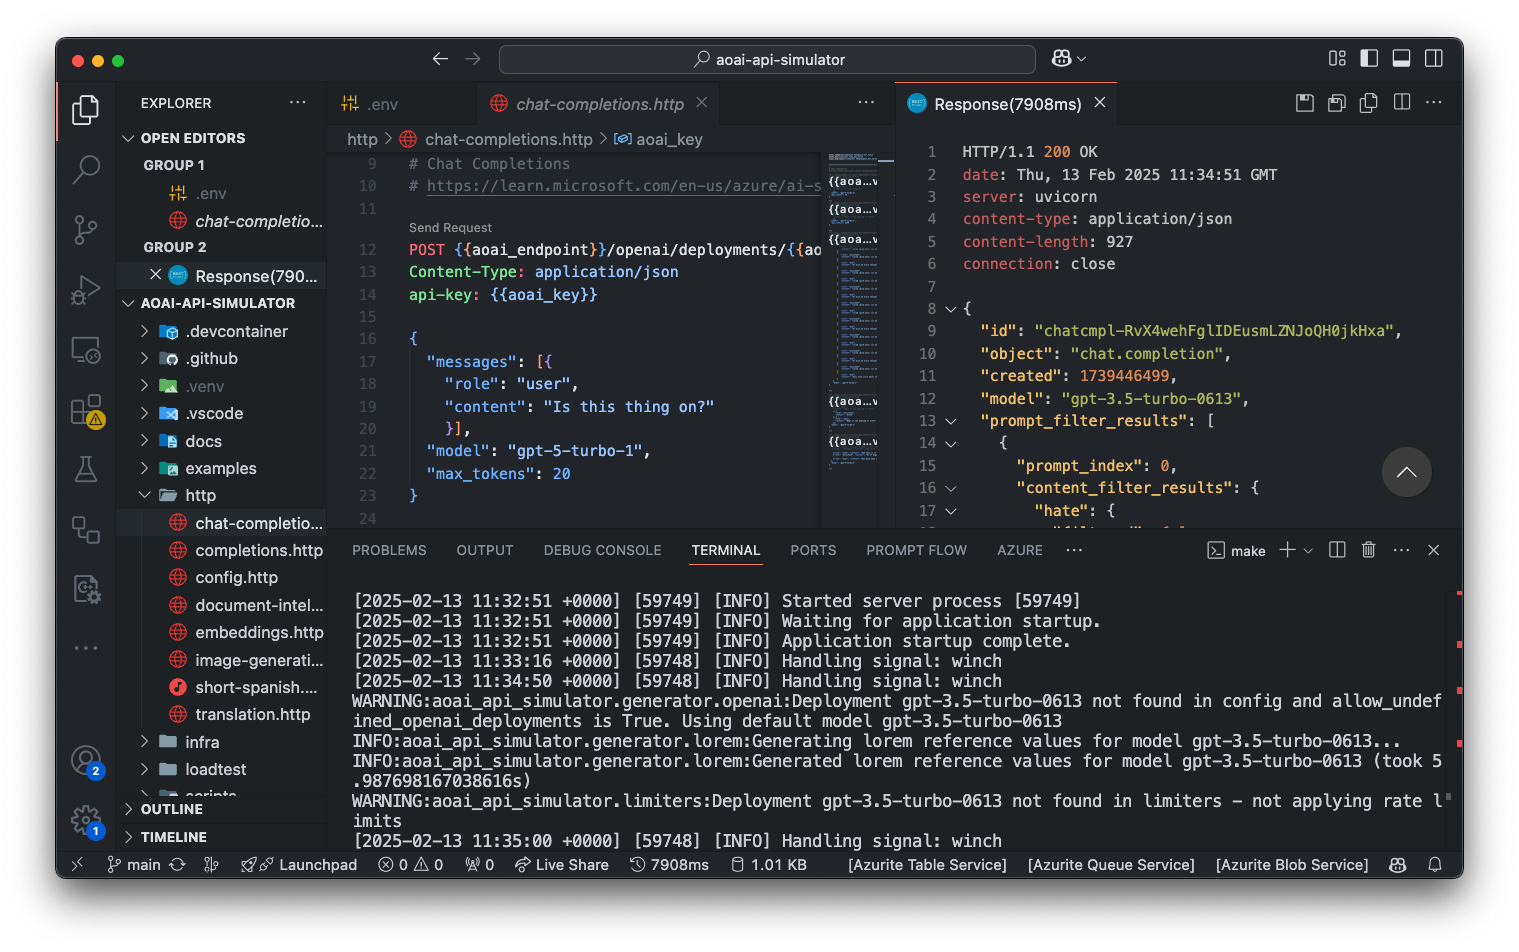 aoai-api-simulator
EXPLORER
OPEN EDITORS
GROUP 1
.env
chat-completio...
GROUP 2
Response(790...
AOAI-API-SIMULATOR
.devcontainer
.github
.venv
.vscode
docs
examples
http
chat-completio...
completions.http
config.http
document-intel...
embeddings.http
image-generati...
short-spanish....
translation.http
infra
loadtest
scripts
OUTLINE
TIMELINE
2
1
.env
chat-completions.http
http > chat-completions.http > aoai_key
9 # Chat Completions
10 # https://learn.microsoft.com/en-us/azure/ai-s
11
Send Request
12 POST {{aoai_endpoint}}/openai/deployments/{{ao
13 Content-Type: application/json
14 api-key: {{aoai_key}}
15
16 {
17 "messages": [{
18 "role": "user",
19 "content": "Is this thing on?"
20 }],
21 "model": "gpt-5-turbo-1",
22 "max_tokens": 20
23 }
24
{{aoa...v
{{aoa...v
{{aoa...v
{{aoa...v
{{aoa...v
Response(7908ms)
1 HTTP/1.1 200 OK
2 date: Thu, 13 Feb 2025 11:34:51 GMT
3 server: uvicorn
4 content-type: application/json
5 content-length: 927
6 connection: close
7
8 {
9 "id": "chatcmpl-RvX4wehFglIDEusmLZNJoQH0jkHxa",
10 "object": "chat.completion",
11 "created": 1739446499,
12 "model": "gpt-3.5-turbo-0613",
13 "prompt_filter_results": [
14 {
15 "prompt_index": 0,
16 "content_filter_results": {
17 "hate": {
PROBLEMS OUTPUT DEBUG CONSOLE TERMINAL PORTS PROMPT FLOW AZURE
make
[2025-02-13 11:32:51 +0000] [59749] [INFO] Started server process [59749]
[2025-02-13 11:32:51 +0000] [59749] [INFO] Waiting for application startup.
[2025-02-13 11:32:51 +0000] [59749] [INFO] Application startup complete.
[2025-02-13 11:33:16 +0000] [59748] [INFO] Handling signal: winch
[2025-02-13 11:34:50 +0000] [59748] [INFO] Handling signal: winch
WARNING:aoai_api_simulator.generator.openai:Deployment gpt-3.5-turbo-0613 not found in config and allow_undef
ined_openai_deployments is True. Using default model gpt-3.5-turbo-0613
INFO:aoai_api_simulator.generator.lorem:Generating lorem reference values for model gpt-3.5-turbo-0613...
INFO:aoai_api_simulator.generator.lorem:Generated lorem reference values for model gpt-3.5-turbo-0613 (took 5
.987698167038616s)
WARNING:aoai_api_simulator.limiters:Deployment gpt-3.5-turbo-0613 not found in limiters - not applying rate l
imits
[2025-02-13 11:35:00 +0000] [59748] [INFO] Handling signal: winch
main Launchpad 0 0 0 Live Share 7908ms 1.01 KB [Azurite Table Service] [Azurite Queue Service] [Azurite Blob Service]